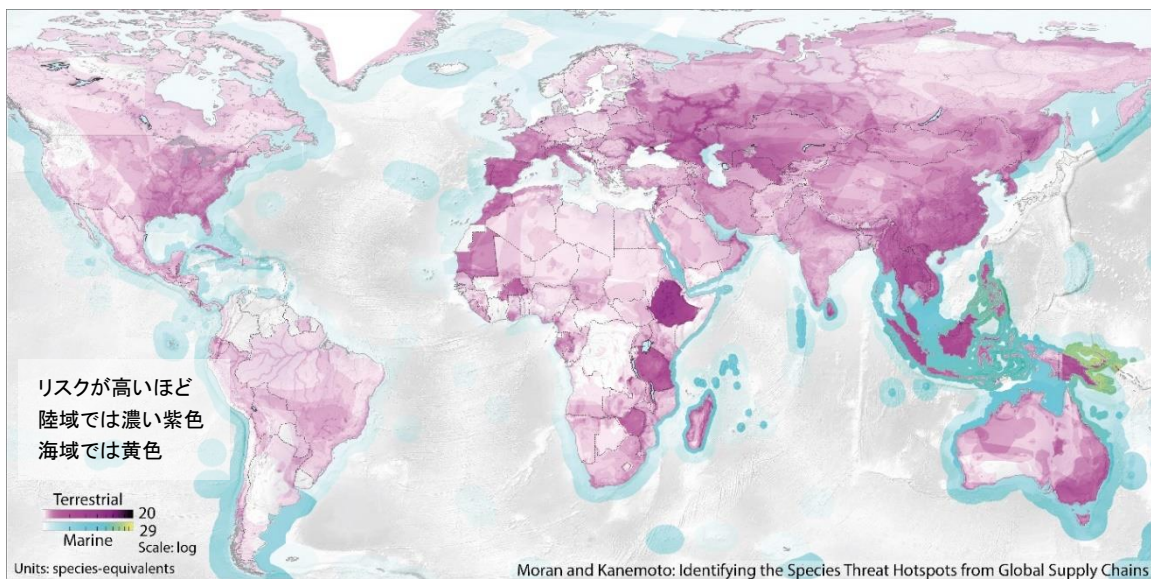 リスクが高いほど
陸域では濃い紫色
海域では黄色
Terrestrial
20
29
Marine
Scale: log
Units: species-equivalents
Moran and Kanemoto: Identifying the Species Threat Hotspots from Global Supply Chains